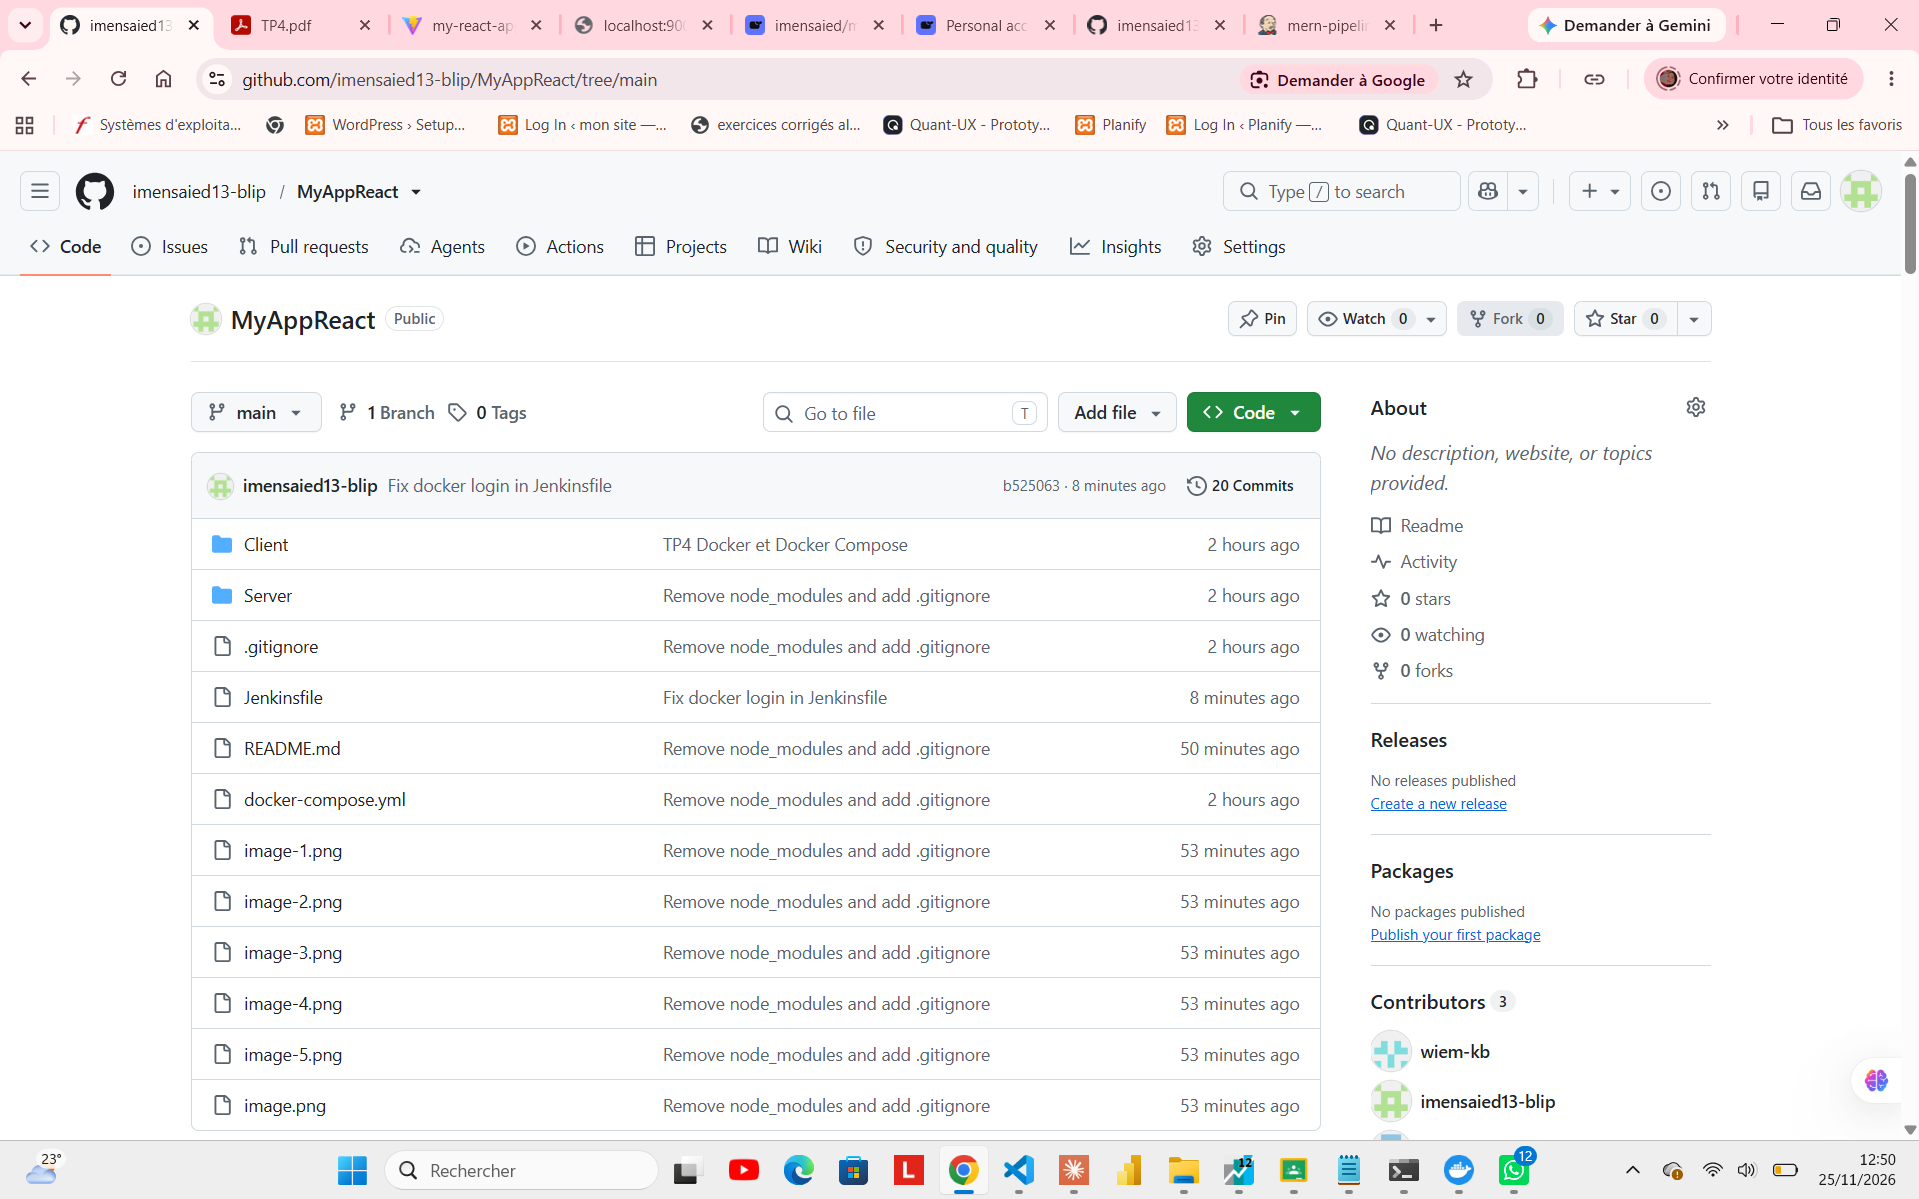 imensaied13
TP4.pdf
my-react-ap
localhost:900
imensaied/m
Personal acc
imensaied13
mern-pipelin
Demander à Gemini
github.com/imensaied13-blip/MyAppReact/tree/main
Demander à Google
Confirmer votre identité
Systèmes d'exploita...
WordPress › Setup...
Log In ‹ mon site —...
exercices corrigés al...
Quant-UX - Prototy...
Planify
Log In ‹ Planify —...
Quant-UX - Prototy...
Tous les favoris
imensaied13-blip / MyAppReact
Type / to search
Code
Issues
Pull requests
Agents
Actions
Projects
Wiki
Security and quality
Insights
Settings
MyAppReact Public
Pin
Watch 0
Fork 0
Star 0
main
1 Branch
0 Tags
Go to file T
Add file
Code
imensaied13-blip Fix docker login in Jenkinsfile b525063 · 8 minutes ago 20 Commits
Client TP4 Docker et Docker Compose 2 hours ago
Server Remove node_modules and add .gitignore 2 hours ago
.gitignore Remove node_modules and add .gitignore 2 hours ago
Jenkinsfile Fix docker login in Jenkinsfile 8 minutes ago
README.md Remove node_modules and add .gitignore 50 minutes ago
docker-compose.yml Remove node_modules and add .gitignore 2 hours ago
image-1.png Remove node_modules and add .gitignore 53 minutes ago
image-2.png Remove node_modules and add .gitignore 53 minutes ago
image-3.png Remove node_modules and add .gitignore 53 minutes ago
image-4.png Remove node_modules and add .gitignore 53 minutes ago
image-5.png Remove node_modules and add .gitignore 53 minutes ago
image.png Remove node_modules and add .gitignore 53 minutes ago
About
No description, website, or topics
provided.
Readme
Activity
0 stars
0 watching
0 forks
Releases
No releases published
Create a new release
Packages
No packages published
Publish your first package
Contributors 3
wiem-kb
imensaied13-blip
23°
Rechercher
L
12
12
12:50
25/11/2026